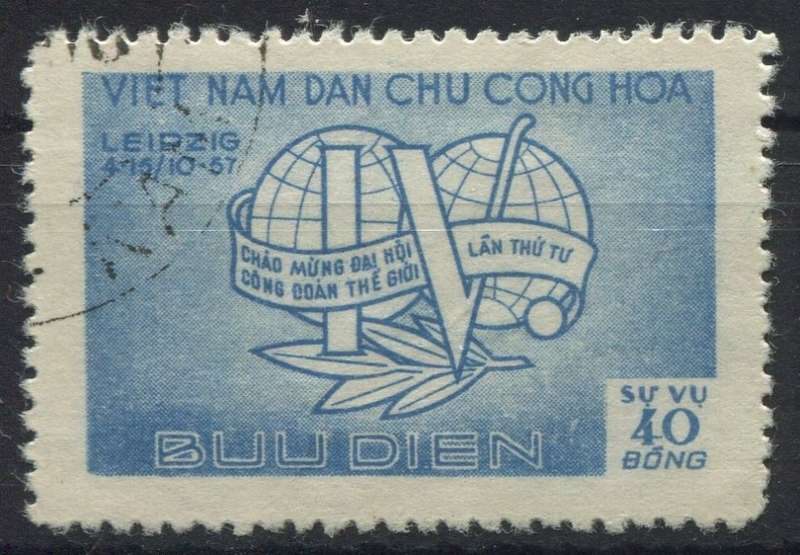 VIET NAM DAN CHU CONG HOA
LEIPZIG
4-15/10-57
IV
CHÀO MỪNG ĐẠI HỘI
CÔNG ĐOÀN THẾ GIỚI
LẦN THỨ TƯ
SỰ VỤ
40
ĐỒNG
BUU DIEN